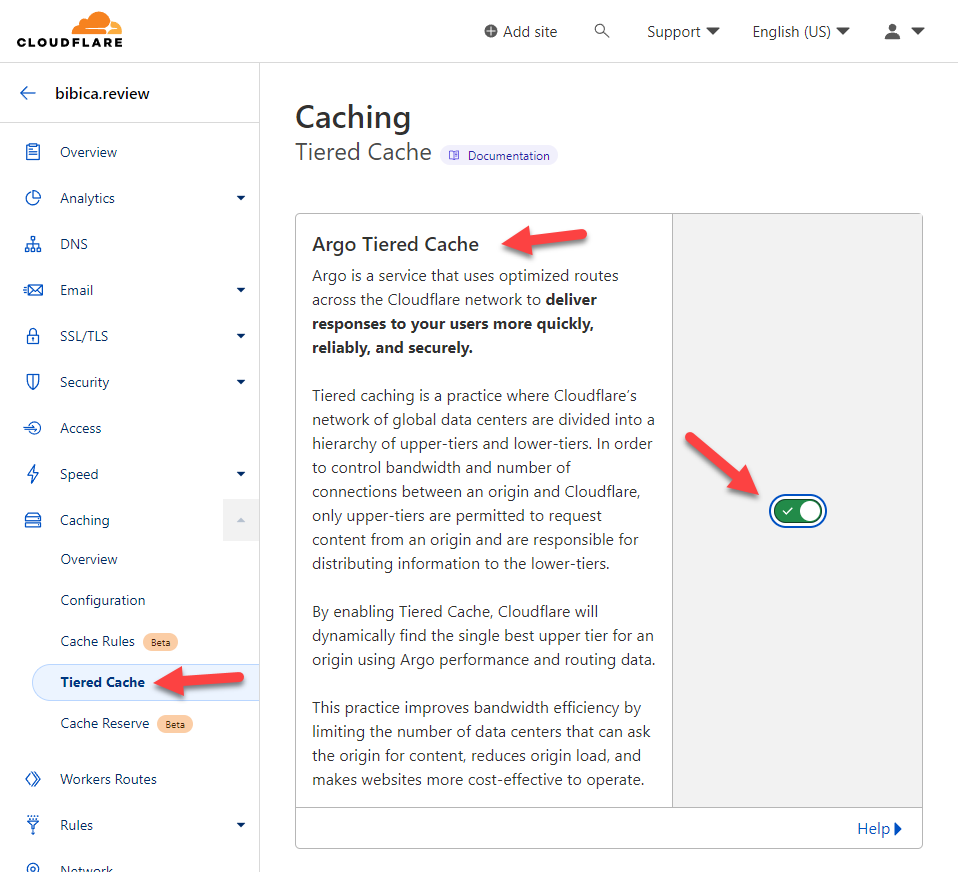 CLOUDFLARE
Add site
Support
English (US)
bibica.review
Overview
Analytics
DNS
Email
SSL/TLS
Security
Access
Speed
Caching
Overview
Configuration
Cache Rules Beta
Tiered Cache
Cache Reserve Beta
Workers Routes
Rules
Network
Caching
Tiered Cache Documentation
Argo Tiered Cache
Argo is a service that uses optimized routes
across the Cloudflare network to deliver
responses to your users more quickly,
reliably, and securely.
Tiered caching is a practice where Cloudflare’s
network of global data centers are divided into a
hierarchy of upper-tiers and lower-tiers. In order
to control bandwidth and number of
connections between an origin and Cloudflare,
only upper-tiers are permitted to request
content from an origin and are responsible for
distributing information to the lower-tiers.
By enabling Tiered Cache, Cloudflare will
dynamically find the single best upper tier for an
origin using Argo performance and routing data.
This practice improves bandwidth efficiency by
limiting the number of data centers that can ask
the origin for content, reduces origin load, and
makes websites more cost-effective to operate.
Help